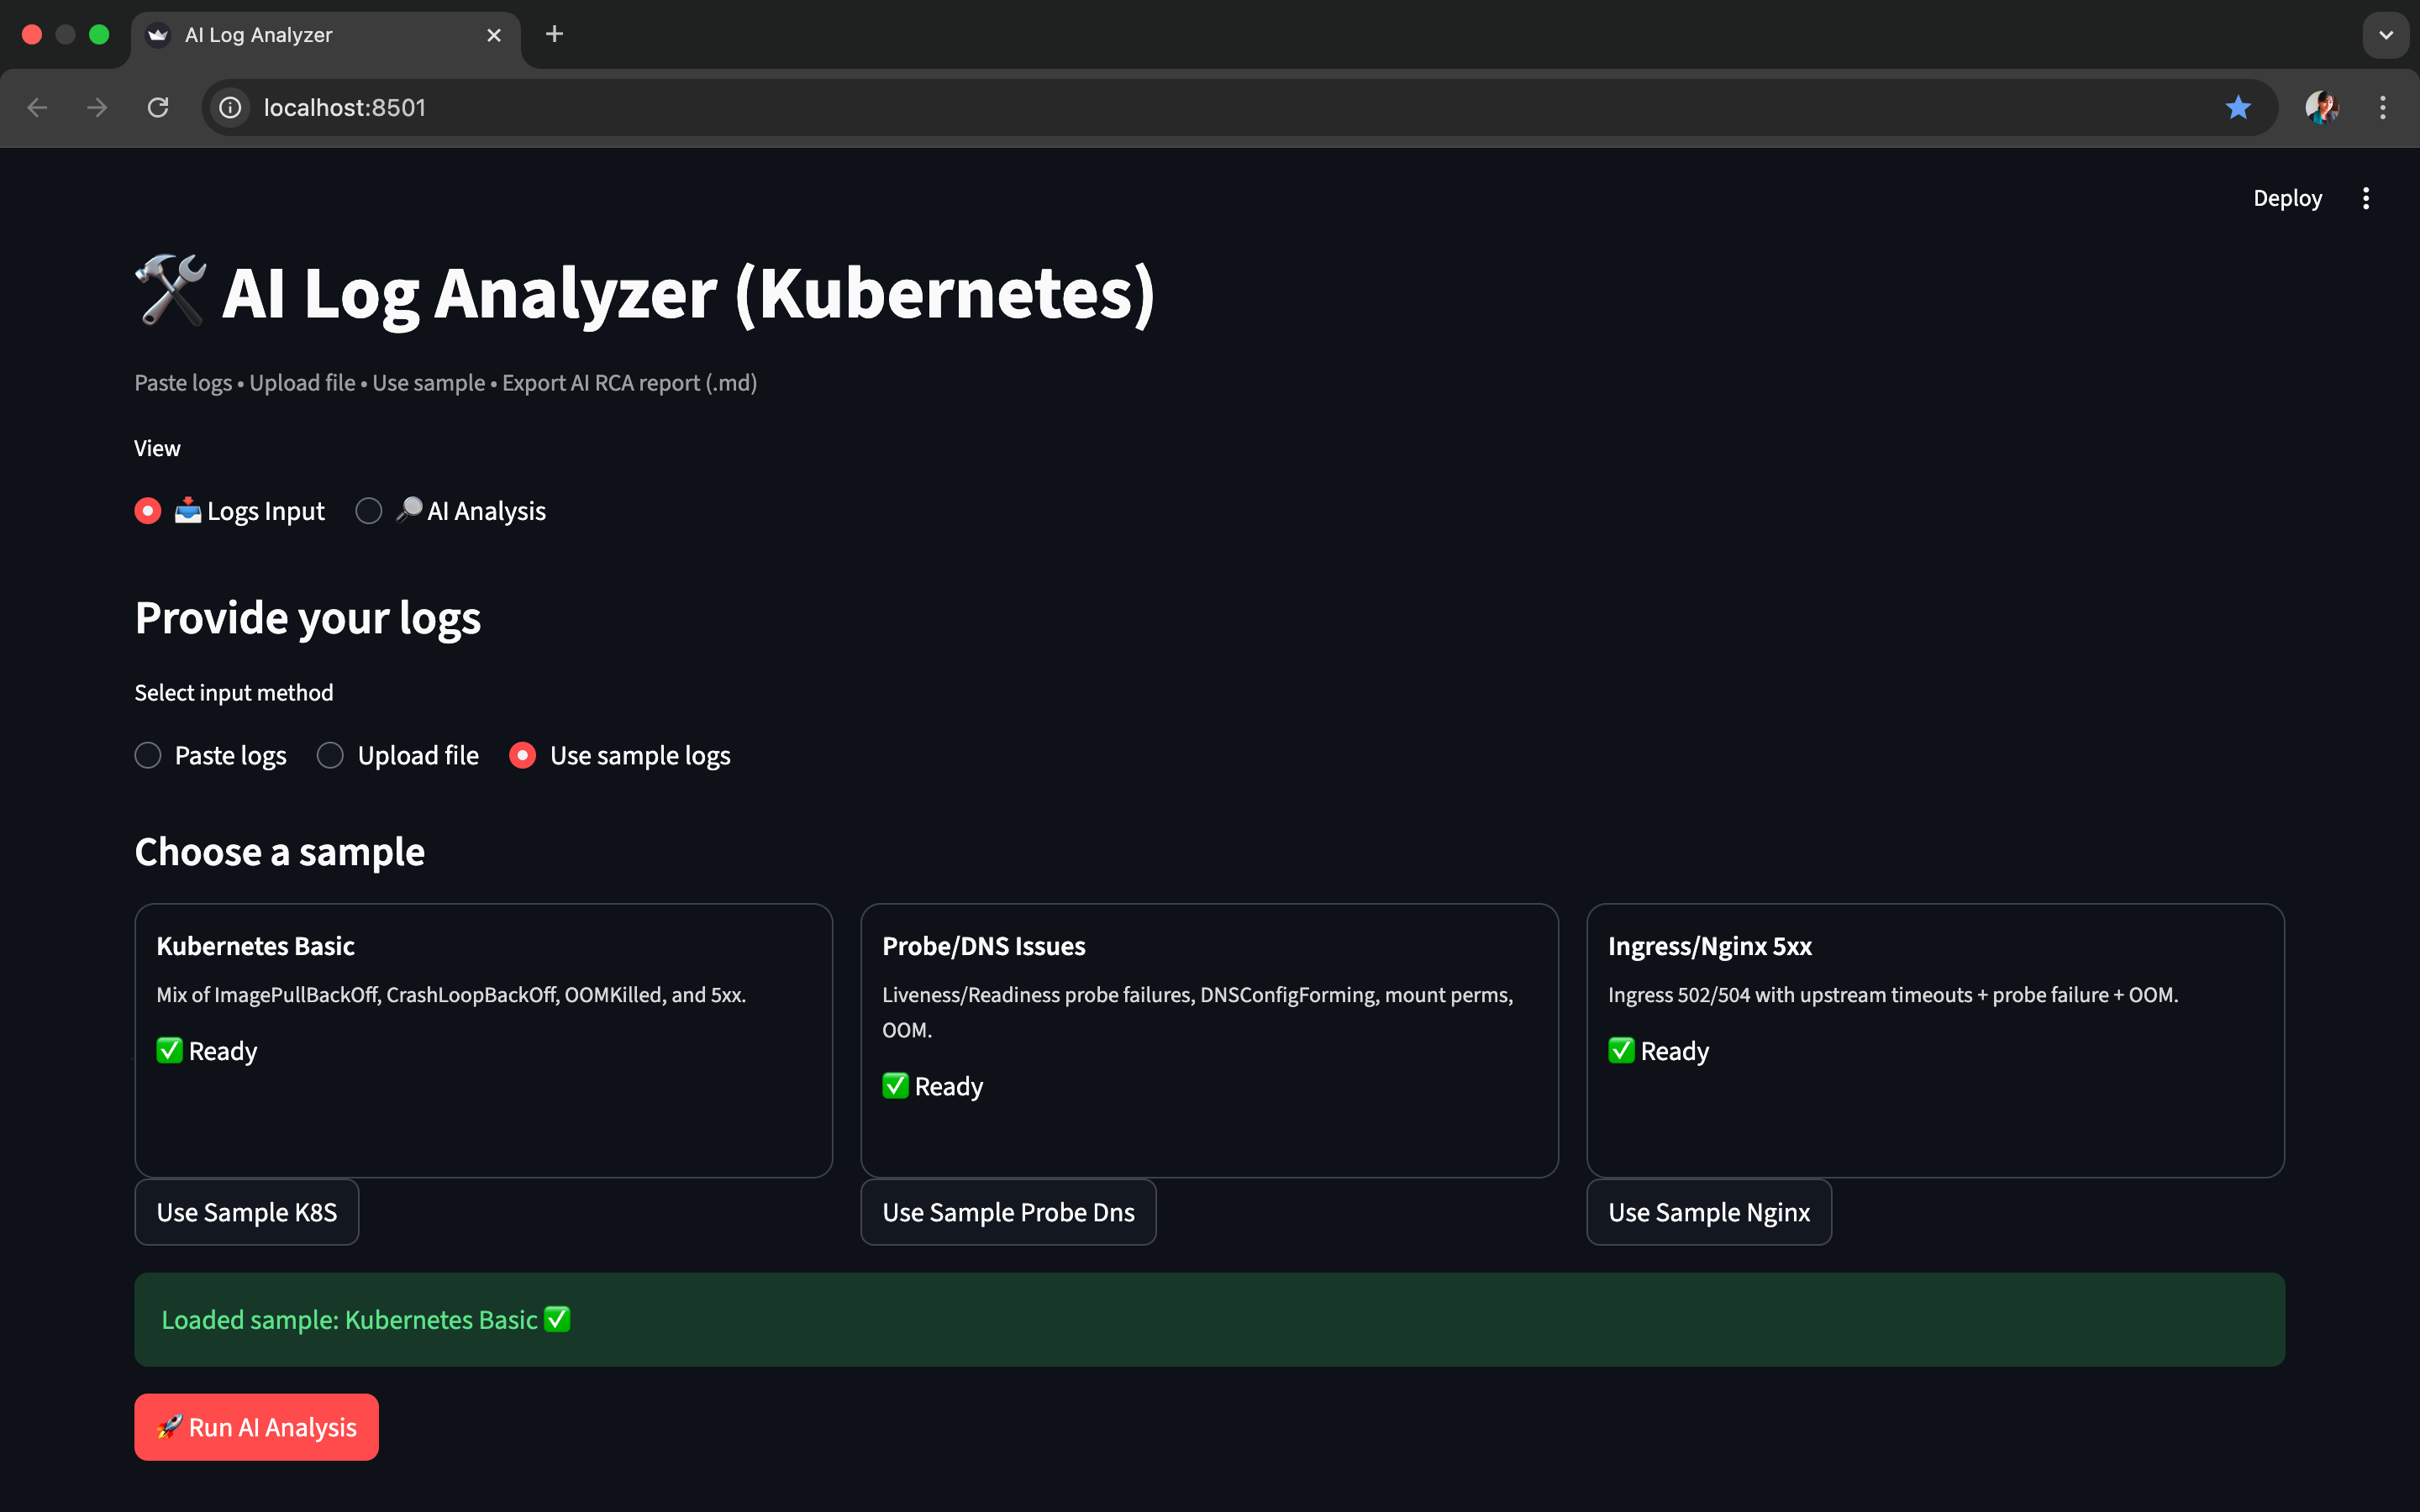 AI Log Analyzer
localhost:8501
Deploy
🛠️ AI Log Analyzer (Kubernetes)
Paste logs • Upload file • Use sample • Export AI RCA report (.md)
View
📥 Logs Input 🔎 AI Analysis
Provide your logs
Select input method
Paste logs Upload file Use sample logs
Choose a sample
Kubernetes Basic
Mix of ImagePullBackOff, CrashLoopBackOff, OOMKilled, and 5xx.
✅ Ready
Use Sample K8S
Probe/DNS Issues
Liveness/Readiness probe failures, DNSConfigForming, mount perms,
OOM.
✅ Ready
Use Sample Probe Dns
Ingress/Nginx 5xx
Ingress 502/504 with upstream timeouts + probe failure + OOM.
✅ Ready
Use Sample Nginx
Loaded sample: Kubernetes Basic ✅
🚀 Run AI Analysis